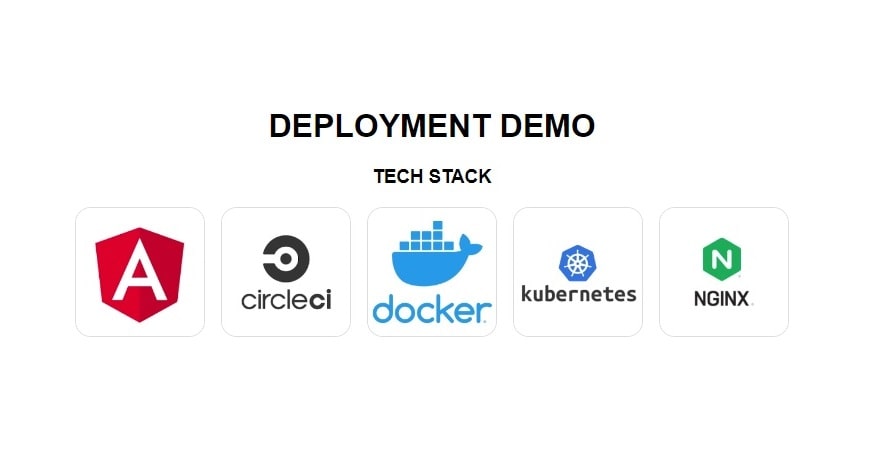 DEPLOYMENT DEMO
TECH STACK
A
circleci
docker
kubernetes
N
NGINX